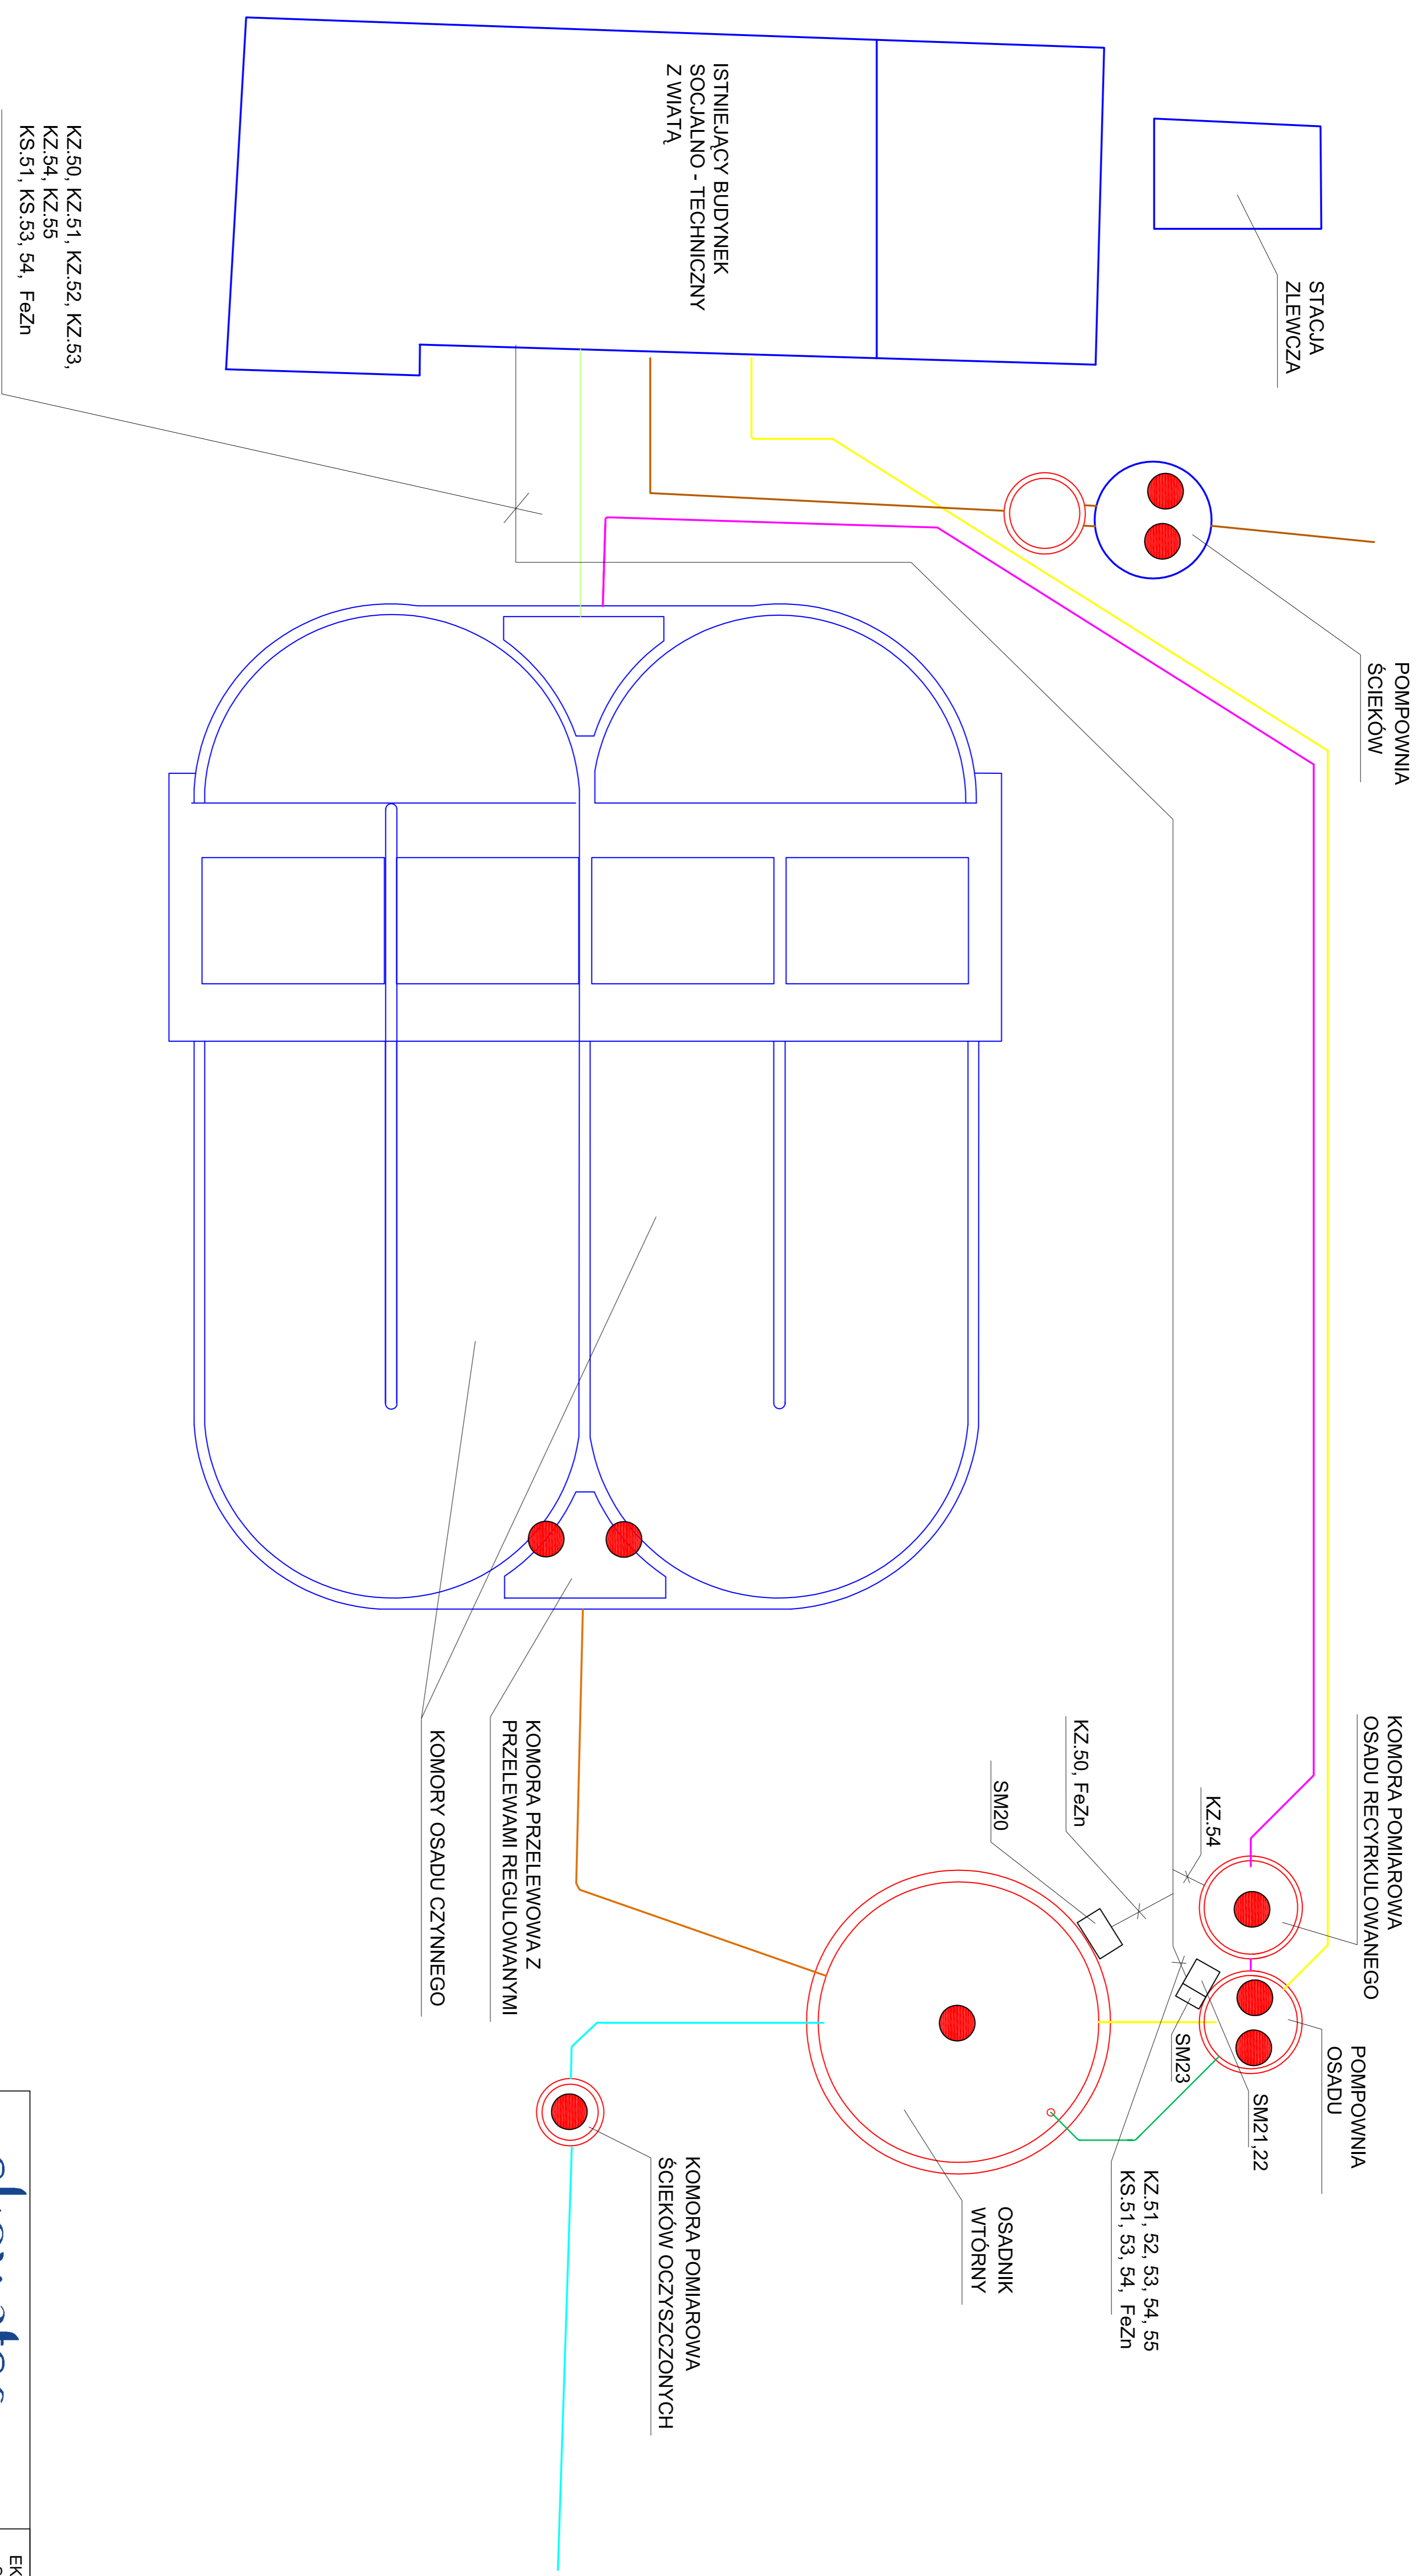 STACJA
ZLEWCZA
POMPOWNIA
ŚCIEKÓW
ISTNIEJĄCY BUDYNEK
SOCJALNO - TECHNICZNY
Z WIATĄ
KZ.50, KZ.51, KZ.52, KZ.53,
KZ.54, KZ.55
KS.51, KS.53, 54, FeZn
KOMORA POMIAROWA
OSADU RECYRKULOWANEGO
KZ.54
KZ.50, FeZn
SM20
KOMORA PRZELEWOWA Z
PRZELEWAMI REGULOWANYMI
KOMORY OSADU CZYNNEGO
POMPOWNIA
OSADU
SM21,22
SM23
KZ.51, 52, 53, 54, 55
KS.51, 53, 54, FeZn
OSADNIK
WTÓRNY
KOMORA POMIAROWA
ŚCIEKÓW OCZYSZCZONYCH
EK